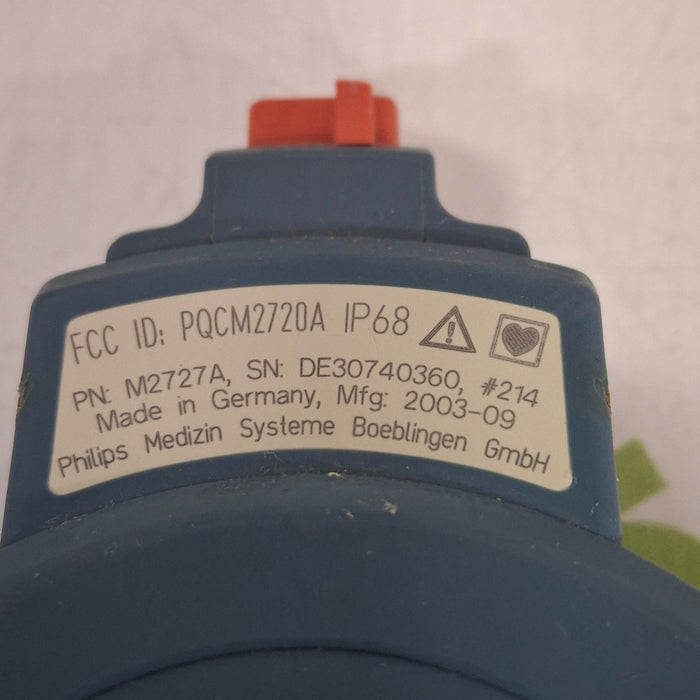 FCC ID: PQCM2720A IP68
PN: M2727A, SN: DE30740360, #214
Made in Germany, Mfg: 2003-09
Philips Medizin Systeme Boeblingen GmbH